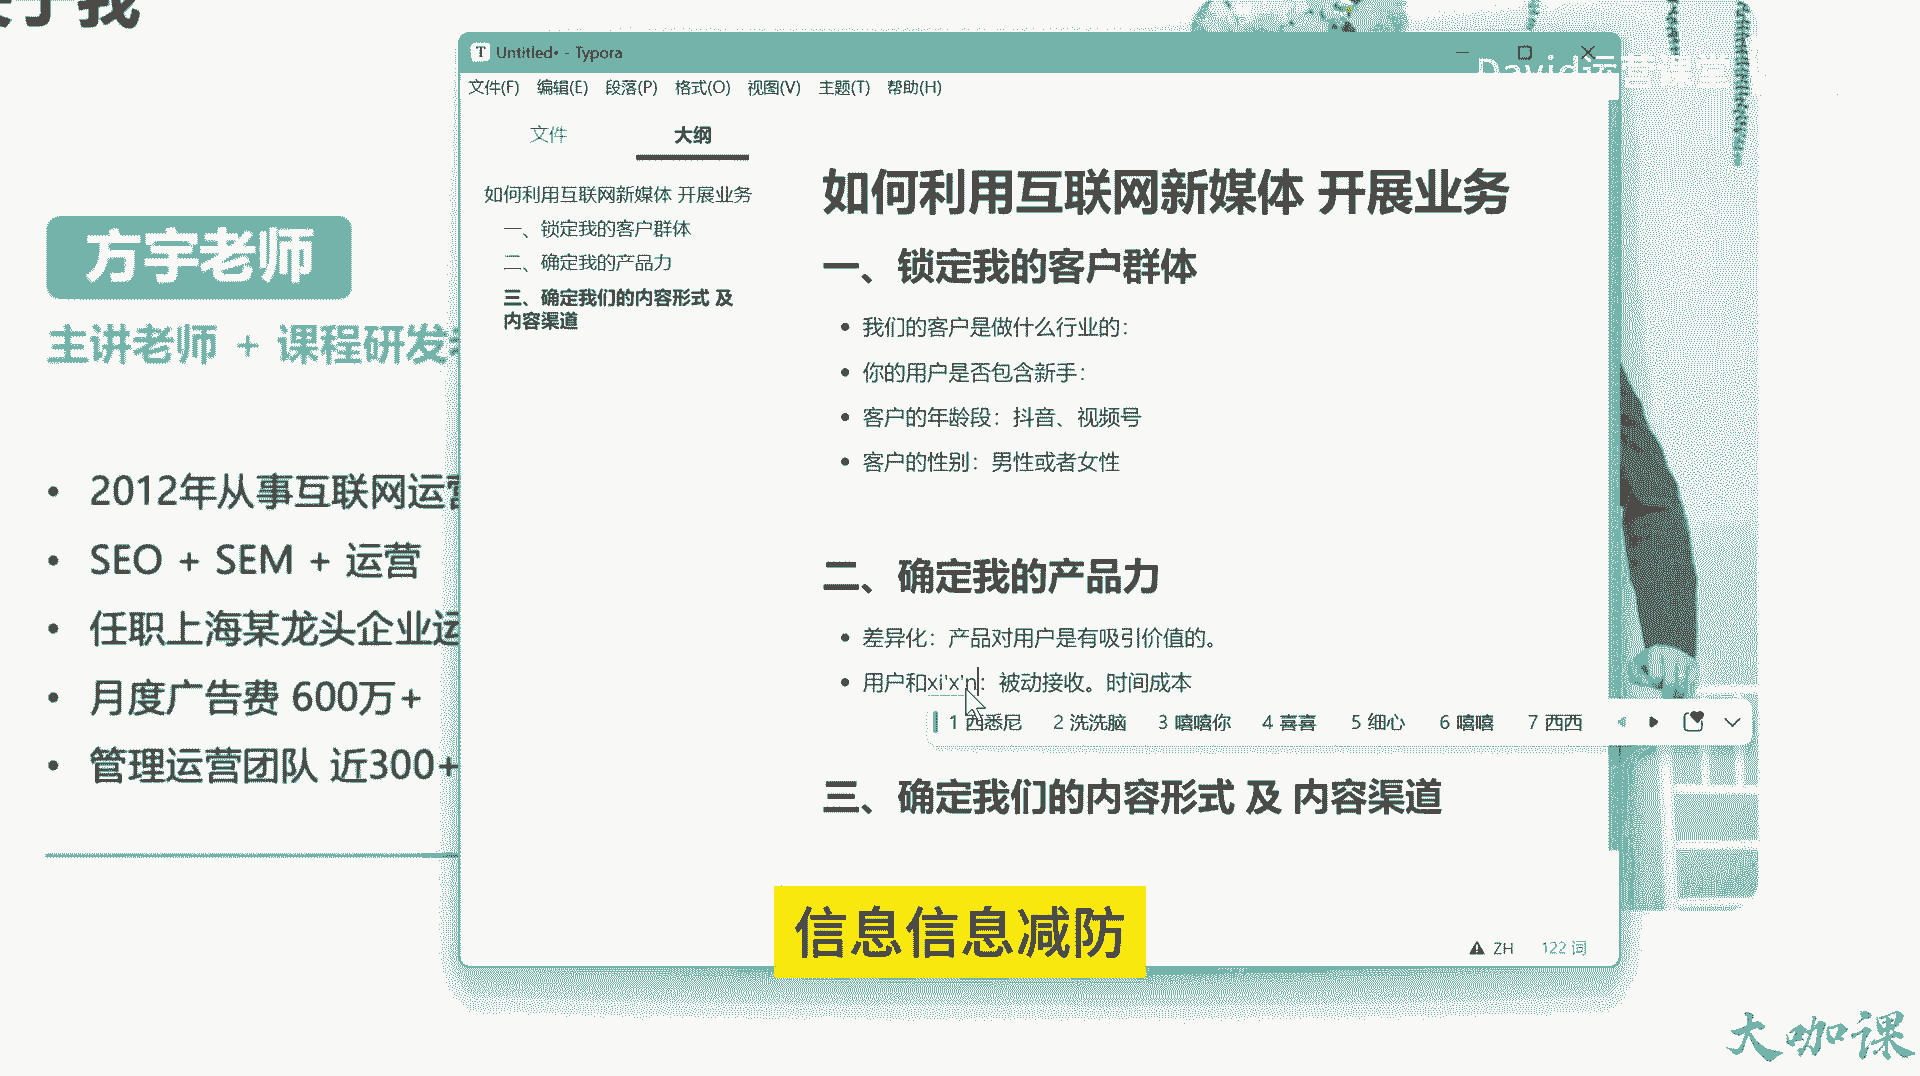 于我
方宇老师
主讲老师 + 课程研发
2012年从事互联网运营
SEO + SEM + 运营
任职上海某龙头企业运
月度广告费 600万+
管理运营团队 近300+
Untitled• - Typora
David运营课堂
文件(F) 编辑(E) 段落(P) 格式(O) 视图(V) 主题(T) 帮助(H)
文件 大纲
如何利用互联网新媒体 开展业务
一、锁定我的客户群体
二、确定我的产品力
三、确定我们的内容形式 及
内容渠道
如何利用互联网新媒体 开展业务
一、锁定我的客户群体
我们的客户是做什么行业的：
你的用户是否包含新手：
客户的年龄段：抖音、视频号
客户的性别：男性或者女性
二、确定我的产品力
差异化：产品对用户是有吸引价值的。
用户和xi'x'n：被动接收。时间成本
1 西悉尼 2 洗洗脑 3 嘻嘻你 4 喜喜 5 细心 6 嘻嘻 7 西西
三、确定我们的内容形式 及 内容渠道
信息信息减防
ZH 122 词
大咖课